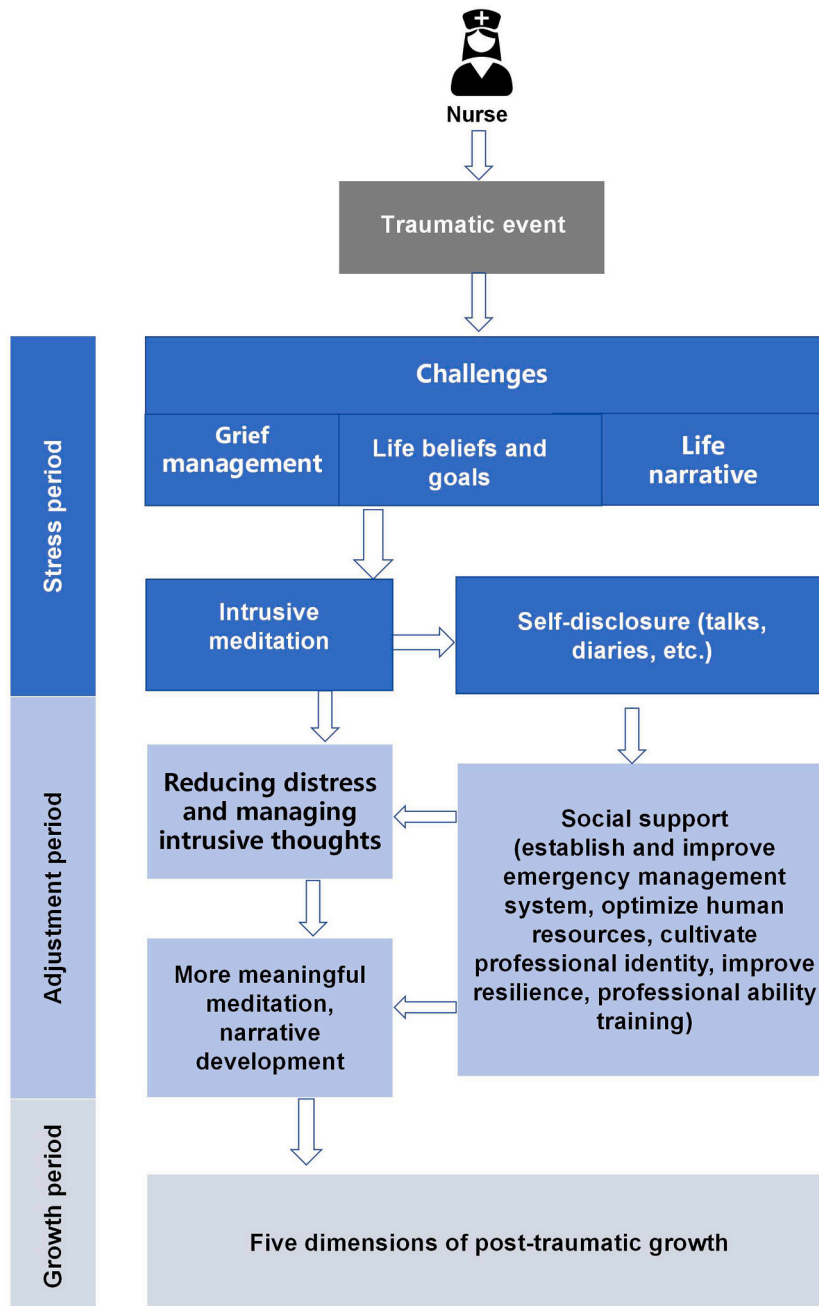 Nurse
Traumatic event
Stress period
Challenges
Grief
management
Life beliefs and
goals
Life
narrative
Intrusive
meditation
Self-disclosure (talks,
diaries, etc.)
Adjustment period
Reducing distress
and managing
intrusive thoughts
Social support
(establish and improve
emergency management
system, optimize human
resources, cultivate
professional identity, improve
resilience, professional ability
training)
More meaningful
meditation,
narrative
development
Growth period
Five dimensions of post-traumatic growth